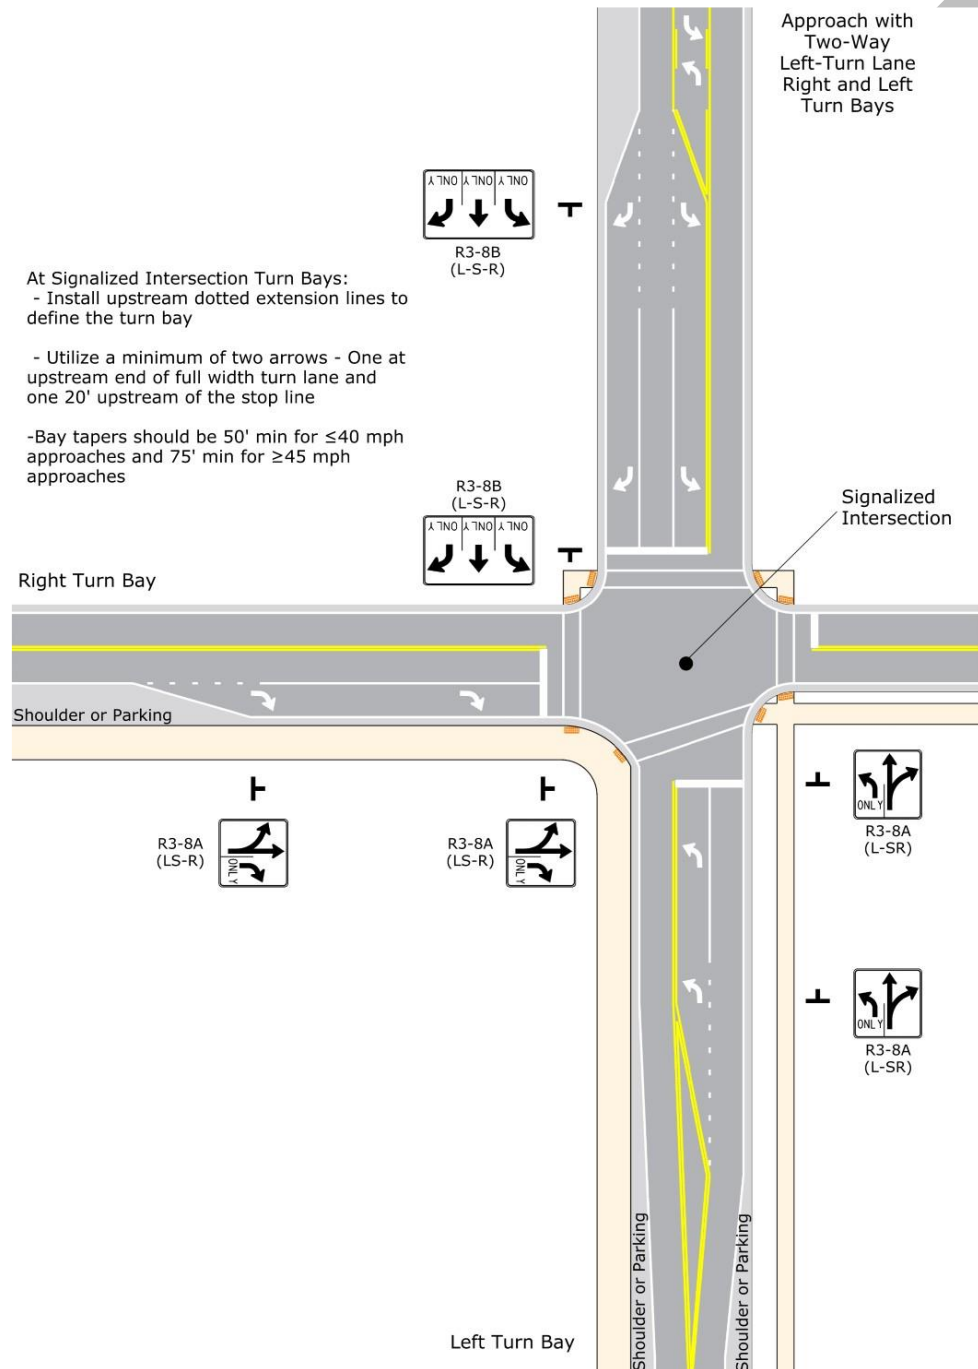 Approach with
Two-Way
Left-Turn Lane
Right and Left
Turn Bays
ONLY ONLY ONLY
R3-8B
(L-S-R)
At Signalized Intersection Turn Bays:
- Install upstream dotted extension lines to
define the turn bay
- Utilize a minimum of two arrows - One at
upstream end of full width turn lane and
one 20' upstream of the stop line
-Bay tapers should be 50' min for ≤40 mph
approaches and 75' min for ≥45 mph
approaches
R3-8B
(L-S-R)
ONLY ONLY ONLY
Signalized
Intersection
Right Turn Bay
Shoulder or Parking
R3-8A
(LS-R)
ONLY
R3-8A
(LS-R)
ONLY
ONLY
R3-8A
(L-SR)
ONLY
R3-8A
(L-SR)
Shoulder or Parking
Shoulder or Parking
Left Turn Bay